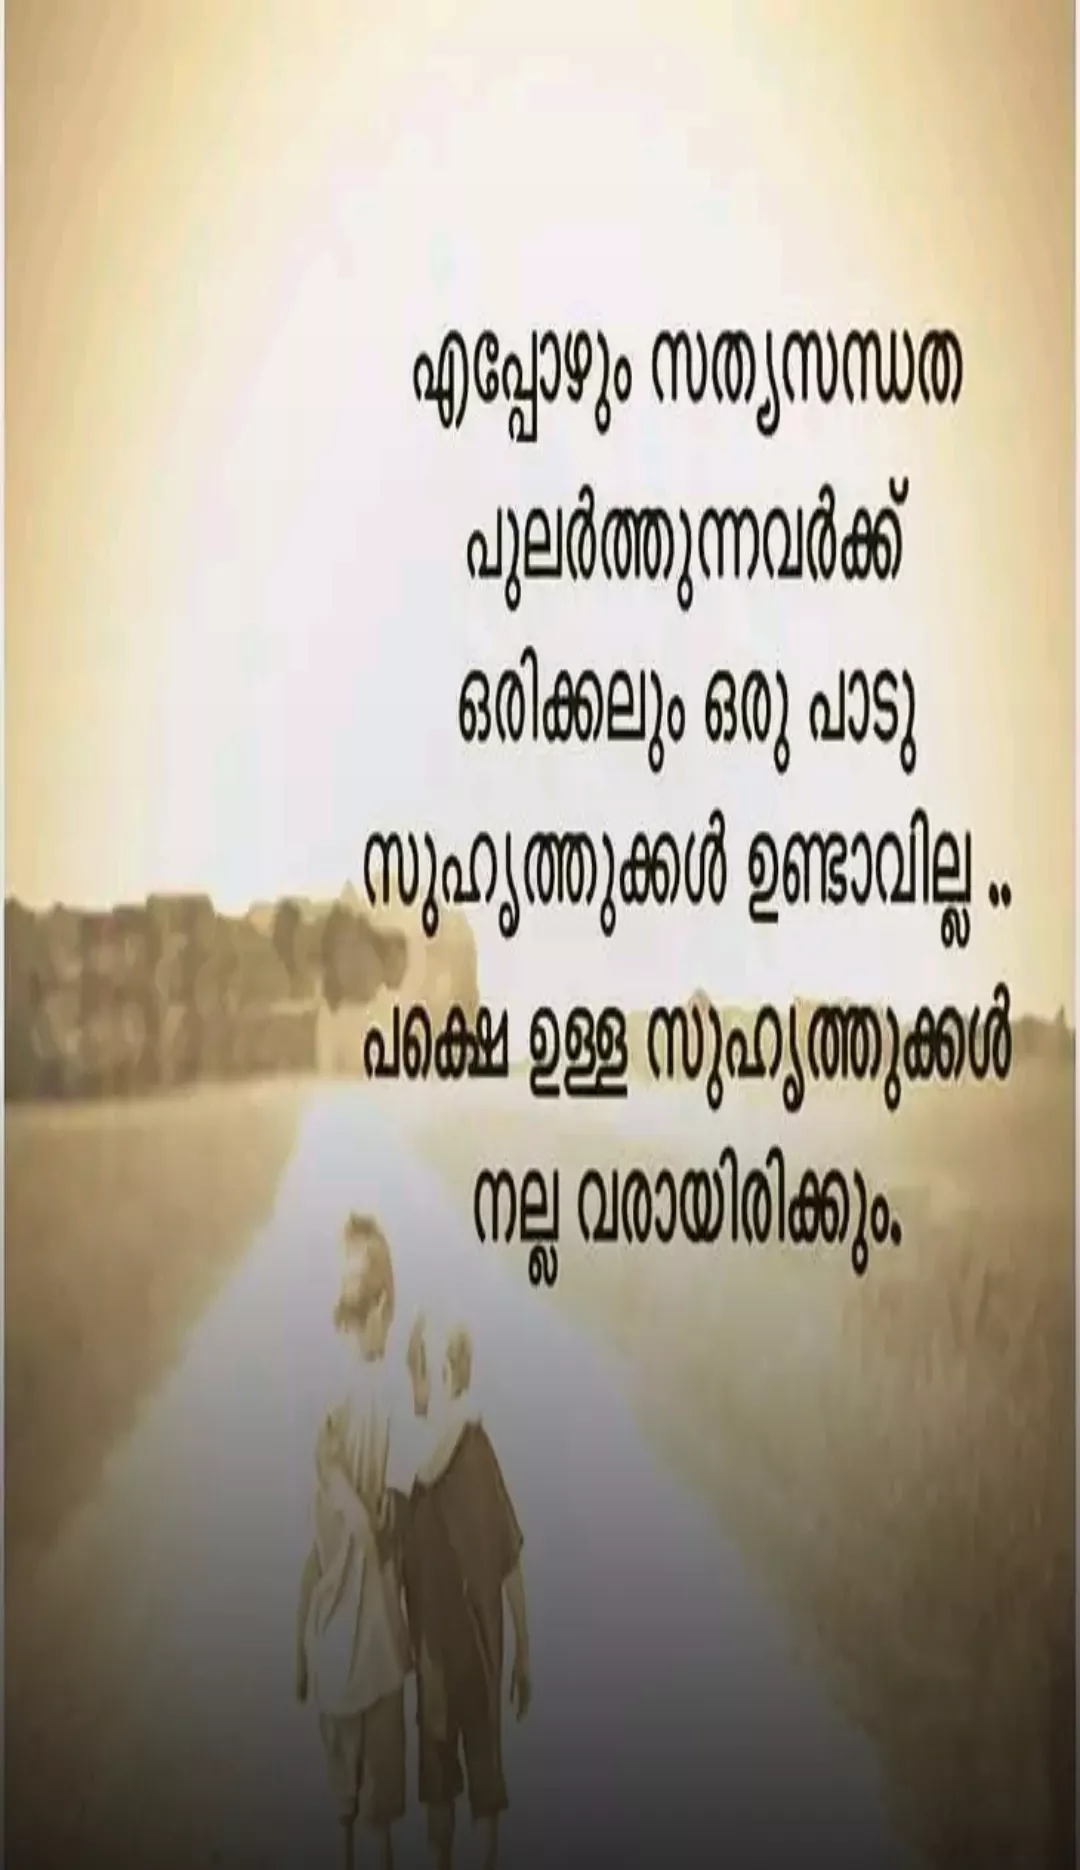 എപ്പോഴും സത്യസന്ധത
പുലർത്തുന്നവർക്ക്
ഒരിക്കലും ഒരു പാടു
സുഹൃത്തുക്കൾ ഉണ്ടാവില്ല ..
പക്ഷെ ഉള്ള സുഹൃത്തുക്കൾ
നല്ല വരായിരിക്കും.